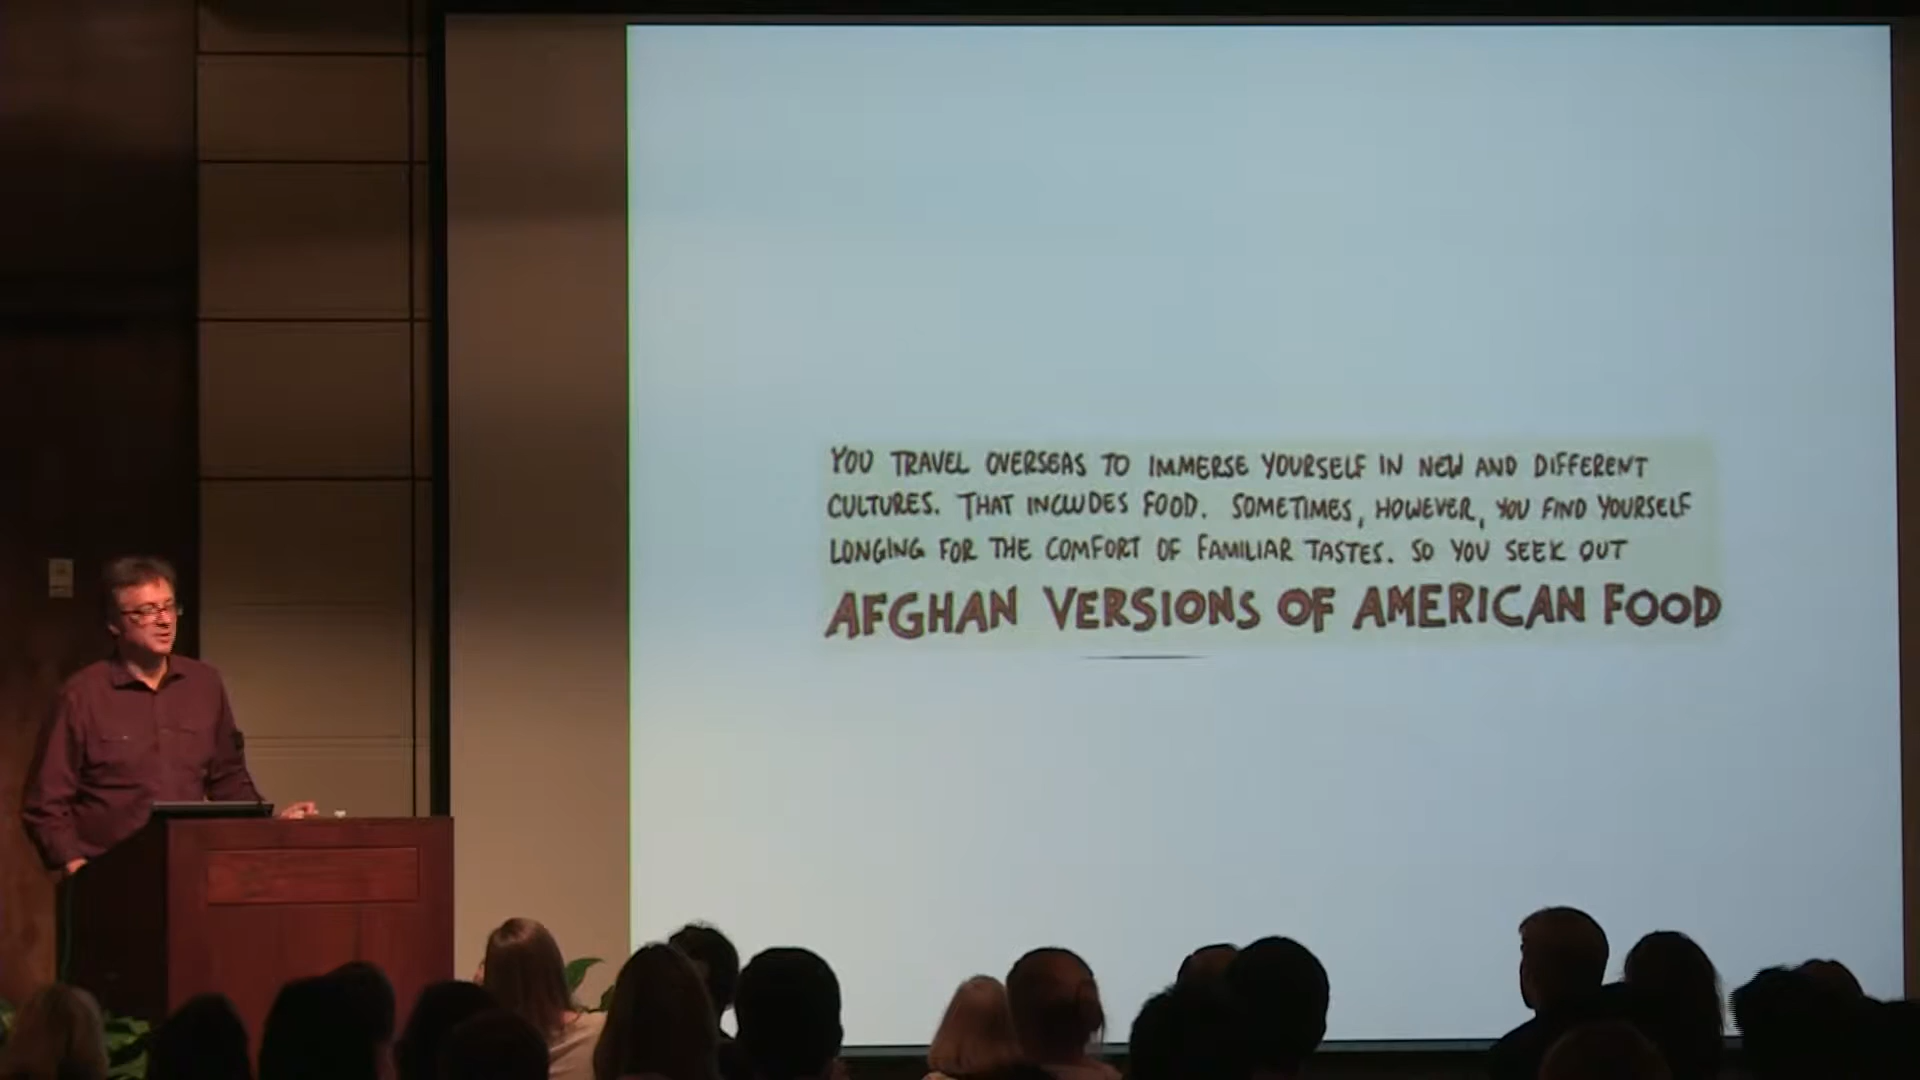 YOU TRAVEL OVERSEAS TO IMMERSE YOURSELF IN NEW AND DIFFERENT
CULTURES. THAT INCLUDES FOOD. SOMETIMES, HOWEVER, YOU FIND YOURSELF
LONGING FOR THE COMFORT OF FAMILIAR TASTES. SO YOU SEEK OUT
AFGHAN VERSIONS OF AMERICAN FOOD